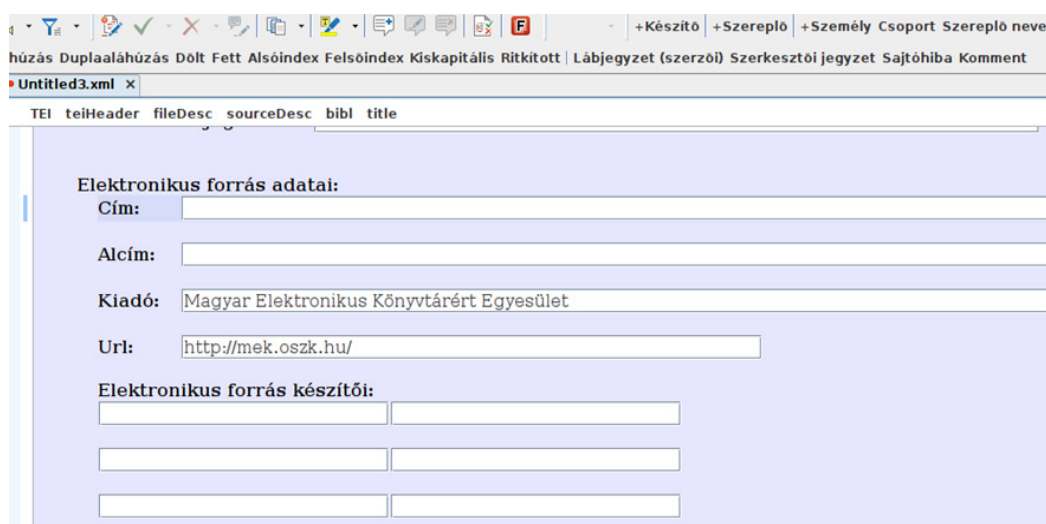 +Készítő +Szereplő +Személy Csoport Szereplő neve
húzás Duplaaláhúzás Dőlt Fett Alsóindex Felsőindex Kiskapitális Ritkított Lábjegyzet (szerzői) Szerkesztői jegyzet Sajtóhiba Komment
Untitled3.xml ×
TEI teiHeader fileDesc sourceDesc bibl title
Elektronikus forrás adatai:
Cím:
Alcím:
Kiadó: Magyar Elektronikus Könyvtárért Egyesület
Url: http://mek.oszk.hu/
Elektronikus forrás készítői: